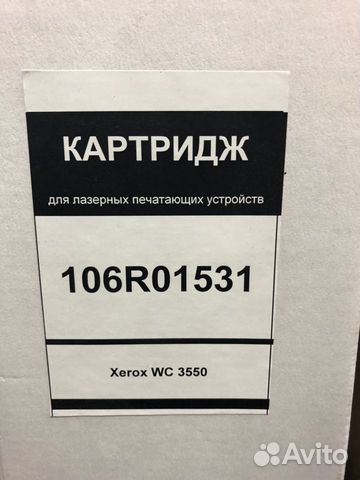 КАРТРИДЖ
для лазерных печатающих устройств
106R01531
Xerox WC 3550
Avito